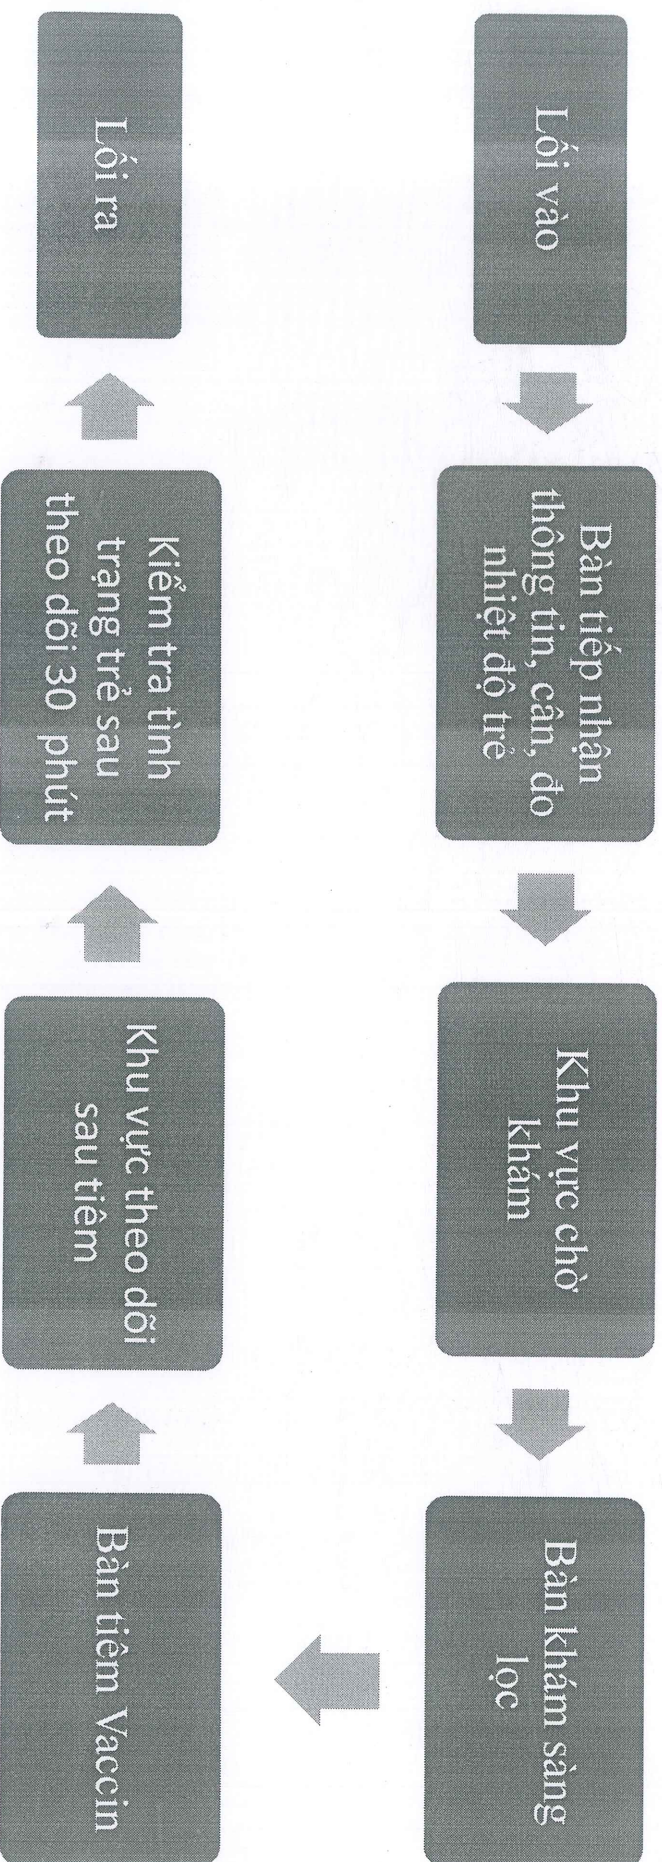 Lối vào
Bàn tiếp nhận
thông tin, cân, đo
nhiệt độ trẻ
Khu vực chờ
khám
Bàn khám sàng
lọc
Bàn tiêm Vaccin
Khu vực theo dõi
sau tiêm
Kiểm tra tình
trạng trẻ sau
theo dõi 30 phút
Lối ra